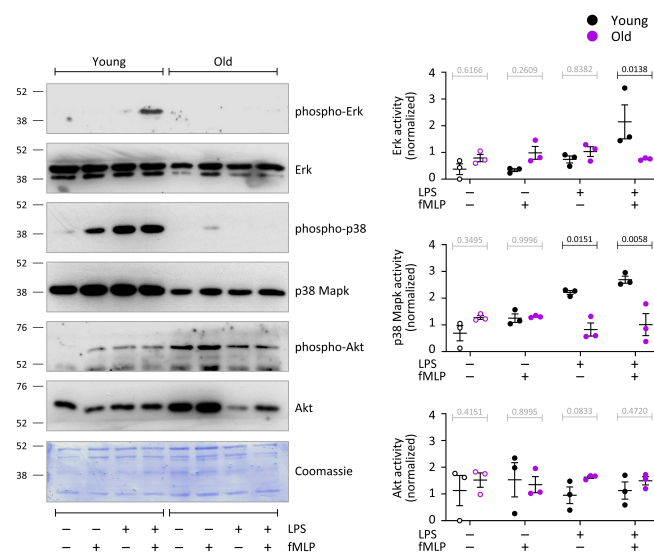 Young
Old
Young Old
52
38
phospho-Erk
52
38
Erk
52
38
phospho-p38
52
38
p38 Mapk
76
52
phospho-Akt
76
52
Akt
52
38
Coomassie
– – + + – – + + LPS
– + – + – + – + fMLP
Erk activity
(normalized)
0.6166 0.2609 0.8382 0.0138
4
3
2
1
0
LPS – – + +
fMLP – + – +
p38 Mapk activity
(normalized)
0.3495 0.9996 0.0151 0.0058
4
3
2
1
0
LPS – – + +
fMLP – + – +
Akt activity
(normalized)
0.4151 0.8995 0.0833 0.4720
4
3
2
1
0
LPS – – + +
fMLP – + – +